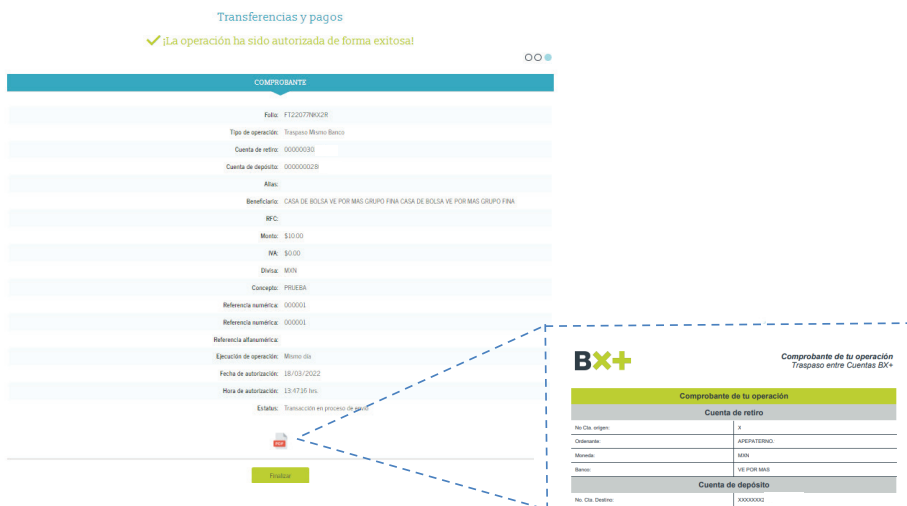 Transferencias y pagos
¡La operación ha sido autorizada de forma exitosa!
COMPROBANTE
Folio: FT22077NKX2R
Tipo de operación: Traspaso Mismo Banco
Cuenta de retiro: 00000030
Cuenta de depósito: 000000028
Alias:
Beneficiario: CASA DE BOLSA VE POR MAS GRUPO FINA CASA DE BOLSA VE POR MAS GRUPO FINA
RFC:
Monto: $10.00
IVA: $0.00
Divisa: MXN
Concepto: PRUEBA
Referencia numérica: 000001
Referencia numérica: 000001
Referencia alfanumérica:
Ejecución de operación: Mismo día
Fecha de autorización: 18/03/2022
Hora de autorización: 13:47:16 hrs.
Estatus: Transacción en proceso de envío
PDF
Finalizar
BX+
Comprobante de tu operación
Traspaso entre Cuentas BX+
Comprobante de tu operación
Cuenta de retiro
No Cta. origen: X
Ordenante: APEPATERNO.
Moneda: MXN
Banco: VE POR MAS
Cuenta de depósito
No. Cta. Destino: